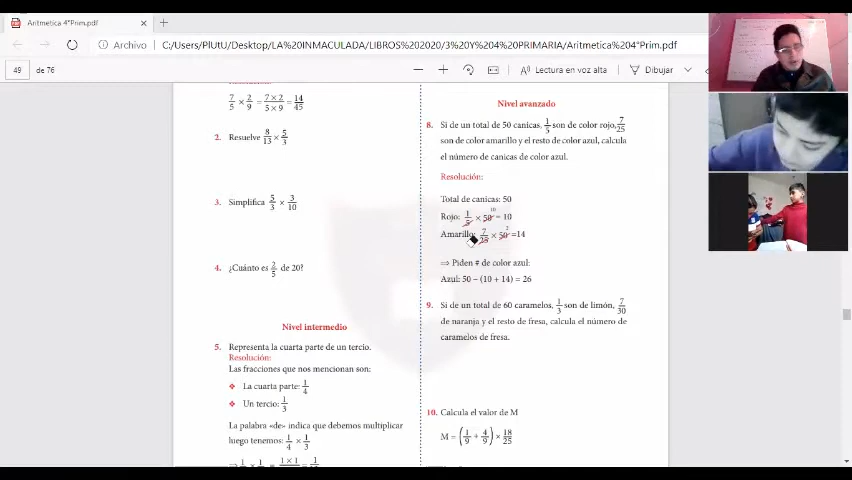 Aritmetica 4°Prim.pdf
Archivo
C:/Users/PlUtU/Desktop/LA%20INMACULADA/LIBROS%202020/3%20Y%204%20PRIMARIA/Aritmetica%204°Prim.pdf
49 de 76
Lectura en voz alta
Dibujar
7/5 × 2/9 = 7×2/5×9 = 14/45
2. Resuelve 8/13 × 5/3
3. Simplifica 5/3 × 3/10
4. ¿Cuánto es 2/5 de 20?
Nivel intermedio
5. Representa la cuarta parte de un tercio.
Resolución:
Las fracciones que nos mencionan son:
❖ La cuarta parte: 1/4
❖ Un tercio: 1/3
La palabra «de» indica que debemos multiplicar
luego tenemos: 1/4 × 1/3
Nivel avanzado
8. Si de un total de 50 canicas, 1/5 son de color rojo, 7/25
son de color amarillo y el resto de color azul, calcula
el número de canicas de color azul.
Resolución:
Total de canicas: 50
Rojo: 1/5 × 50 10 = 10
Amarillo: 7/25 × 50 2 =14
⇒ Piden # de color azul:
Azul: 50 − (10 + 14) = 26
9. Si de un total de 60 caramelos, 1/3 son de limón, 7/30
de naranja y el resto de fresa, calcula el número de
caramelos de fresa.
10. Calcula el valor de M
M = (1/9 + 4/9) × 18/25